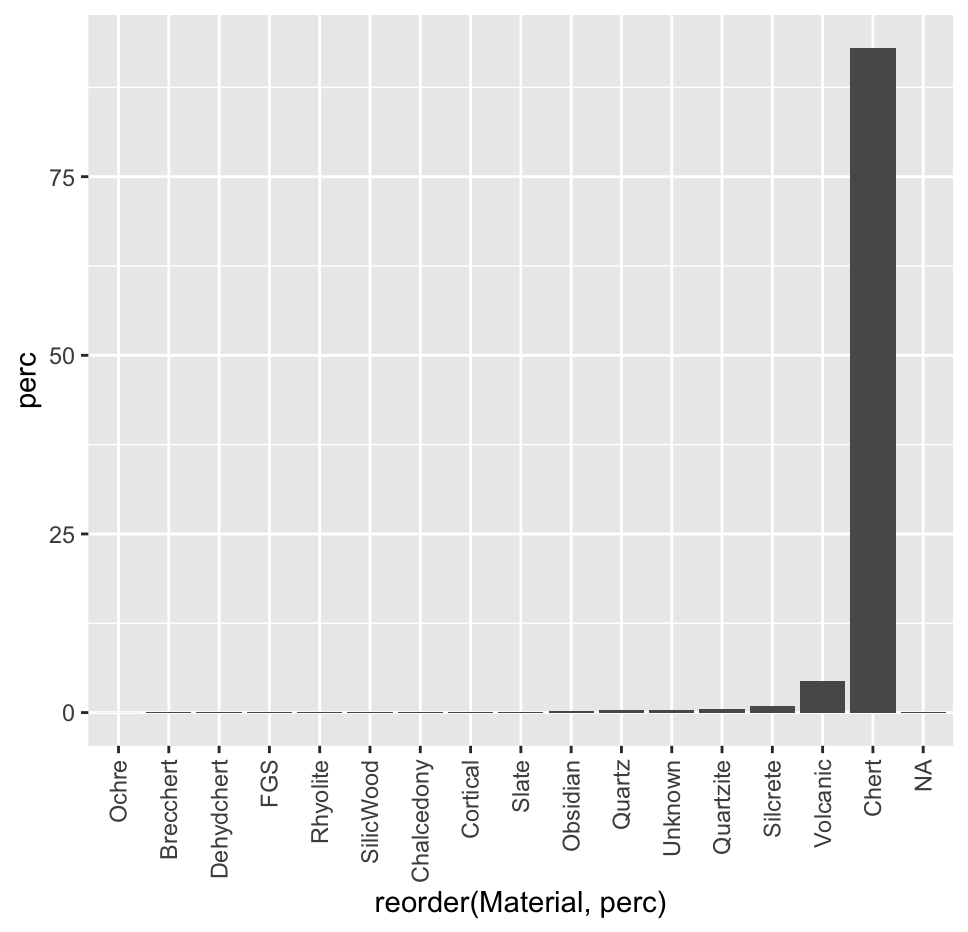 perc
75
50
25
0
Ochre
Brecchert
Dehydchert
FGS
Rhyolite
SilicWood
Chalcedony
Cortical
Slate
Obsidian
Quartz
Unknown
Quartzite
Silcrete
Volcanic
Chert
NA
reorder(Material, perc)